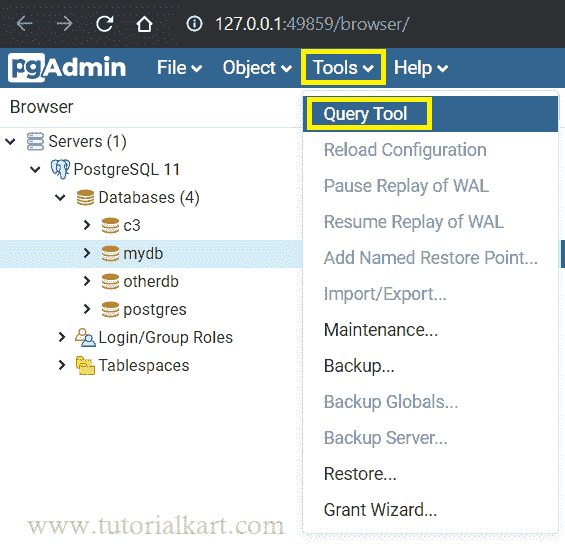 127.0.0.1:49859/browser/
pgAdmin File Object Tools Help
Browser
Query Tool
Servers (1)
Reload Configuration
PostgreSQL 11
Pause Replay of WAL
Databases (4)
Resume Replay of WAL
c3
mydb
Add Named Restore Point...
otherdb
Import/Export...
postgres
Maintenance...
Login/Group Roles
Backup...
Tablespaces
Backup Globals...
Backup Server...
Restore...
Grant Wizard...
www.tutorialkart.com